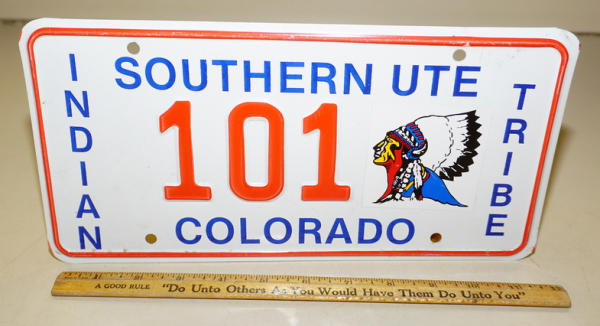 SOUTHERN UTE
INDIAN
101
TRIBE
COLORADO
A GOOD RULE "Do Unto Others As You Would Have Them Do Unto You"